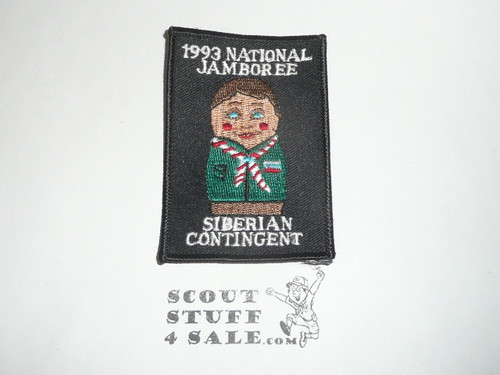 1993 NATIONAL
JAMBOREE
SIBERIAN
CONTINGENT
SCOUT
STUFF
4 SALE.COM